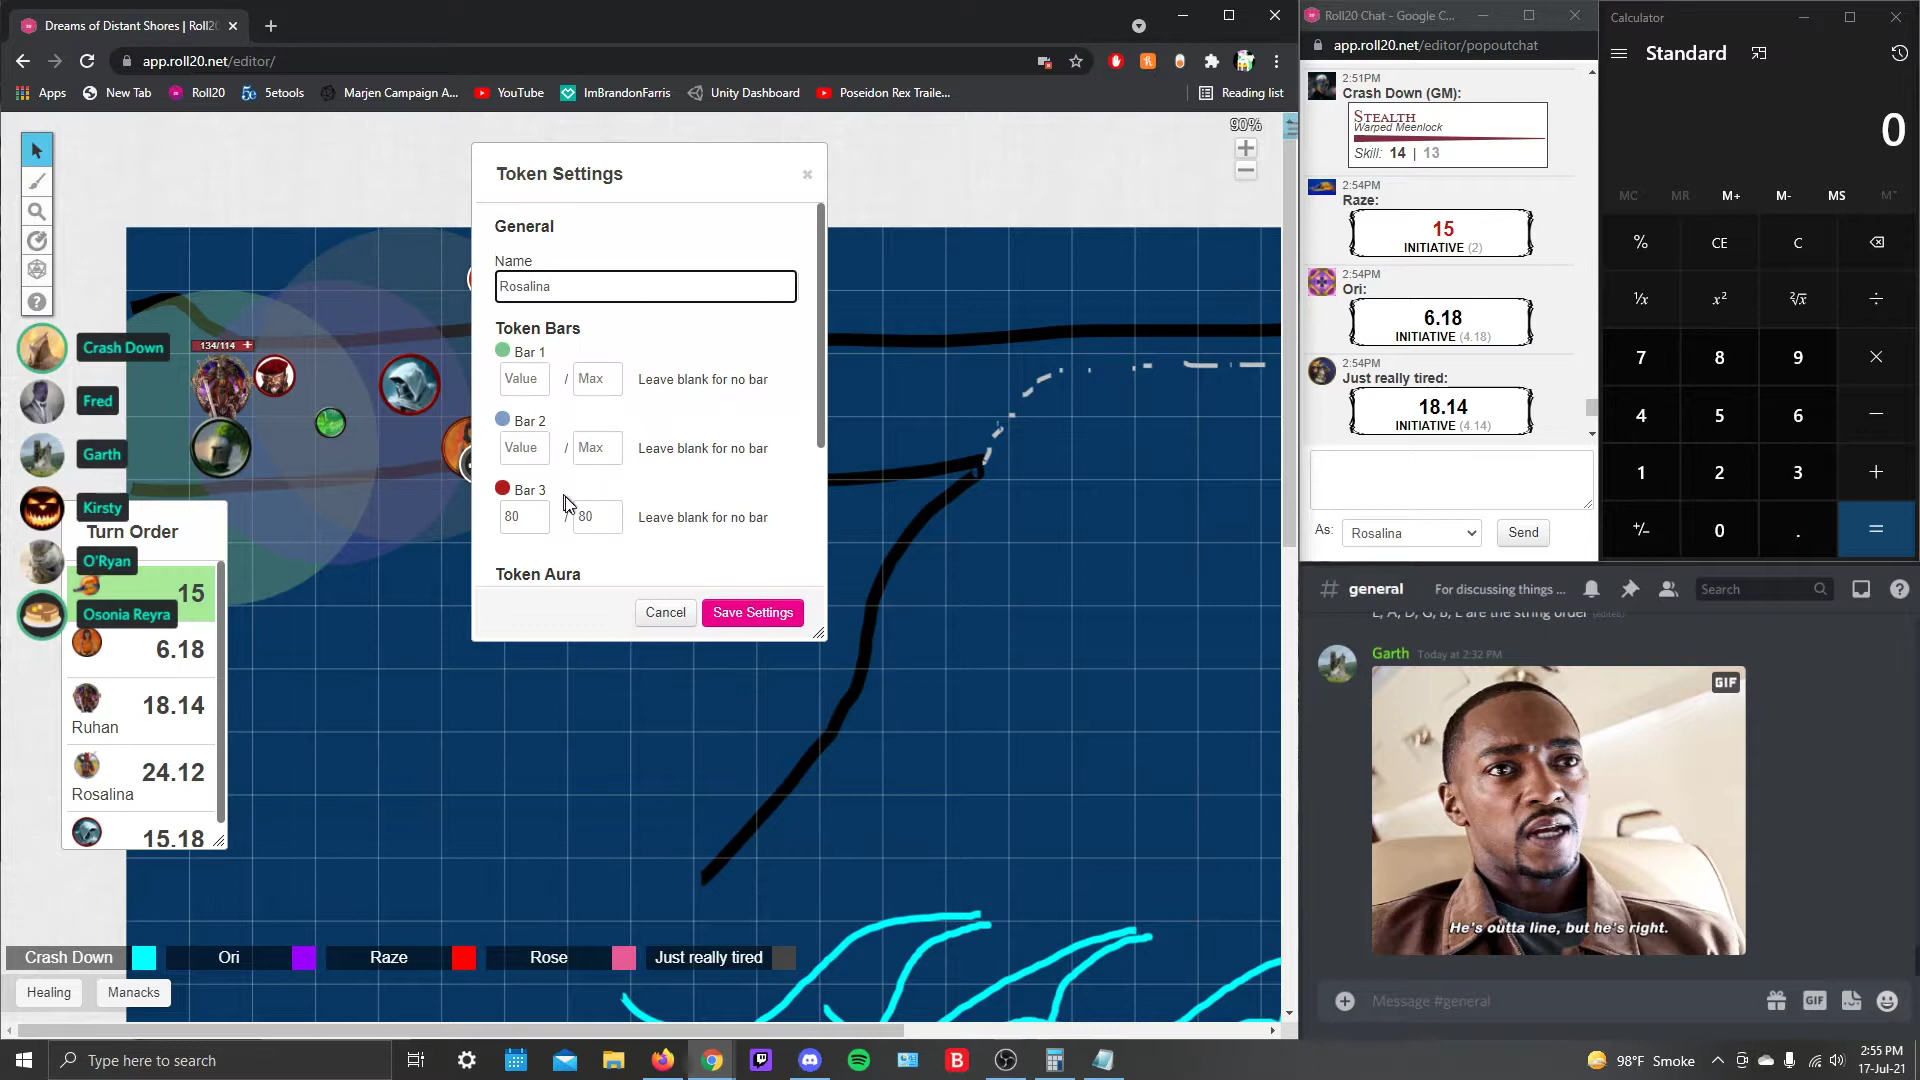 Dreams of Distant Shores | Roll20
app.roll20.net/editor/
Apps
New Tab
Roll20
5etools
Marjen Campaign A...
YouTube
ImBrandonFarris
Unity Dashboard
Poseidon Rex Traile...
Reading list
90%
Token Settings
General
Name
Rosalina
Token Bars
Bar 1
Value / Max Leave blank for no bar
Bar 2
Value / Max Leave blank for no bar
Bar 3
80 / 80 Leave blank for no bar
Token Aura
Cancel
Save Settings
134/114
Crash Down
Fred
Garth
Kirsty
O'Ryan
Osonia Reyra
Turn Order
15
6.18
18.14
Ruhan
24.12
Rosalina
15.18
Crash Down
Ori
Raze
Rose
Just really tired
Healing
Manacks
Roll20 Chat - Google C...
app.roll20.net/editor/popoutchat
2:51PM
Crash Down (GM):
STEALTH
Warped Meenlock
Skill: 14 | 13
2:54PM
Raze:
15
INITIATIVE (2)
2:54PM
Ori:
6.18
INITIATIVE (4.18)
2:54PM
Just really tired:
18.14
INITIATIVE (4.14)
As: Rosalina
Send
Calculator
Standard
0
MC MR M+ M- MS M˅
% CE C
¹/x x² ²√x ÷
7 8 9 ×
4 5 6 −
1 2 3 +
+/- 0 . =
# general
For discussing things ...
Search
E, A, D, G, B, E are the string order (edited)
Garth Today at 2:32 PM
GIF
He's outta line, but he's right.
Message #general
GIF
Type here to search
98°F Smoke
2:55 PM
17-Jul-21